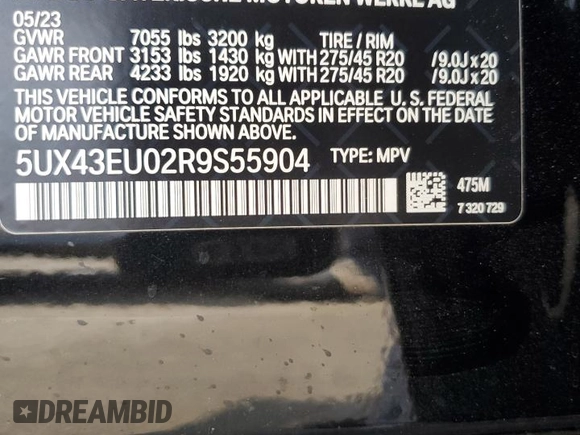 MOTOREN WERKE AG
05/23
GVWR 7055 lbs 3200 kg TIRE / RIM
GAWR FRONT 3153 lbs 1430 kg WITH 275/45 R20 /9.0J x 20
GAWR REAR 4233 lbs 1920 kg WITH 275/45 R20 /9.0J x 20
THIS VEHICLE CONFORMS TO ALL APPLICABLE U. S. FEDERAL
MOTOR VEHICLE SAFETY STANDARDS IN EFFECT ON THE DATE
OF MANUFACTURE SHOWN ABOVE.
5UX43EU02R9S55904 TYPE: MPV
475M
7 320 729
DREAMBID